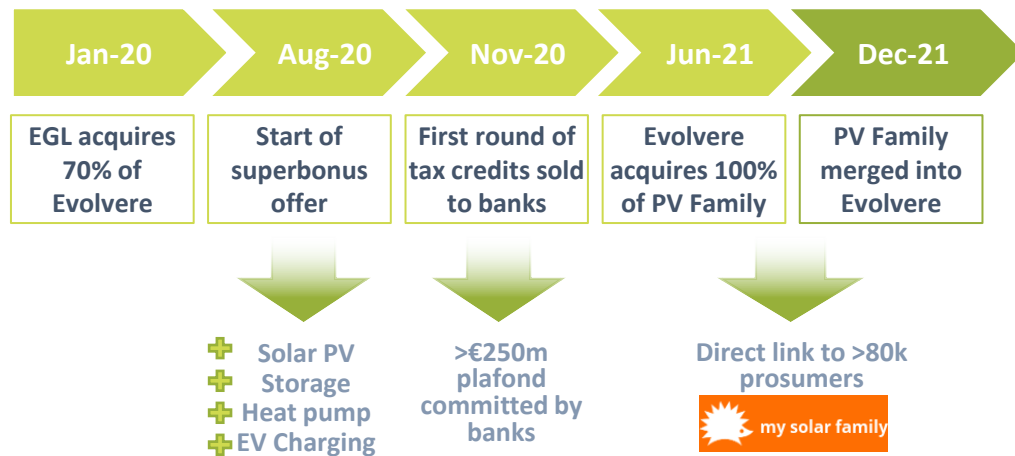 Jan-20
Aug-20
Nov-20
Jun-21
Dec-21
EGL acquires
70% of
Evolvere
Start of
superbonus
offer
First round of
tax credits sold
to banks
Evolvere
acquires 100%
of PV Family
PV Family
merged into
Evolvere
Solar PV
Storage
Heat pump
EV Charging
>€250m
plafond
committed by
banks
Direct link to >80k
prosumers
my solar family